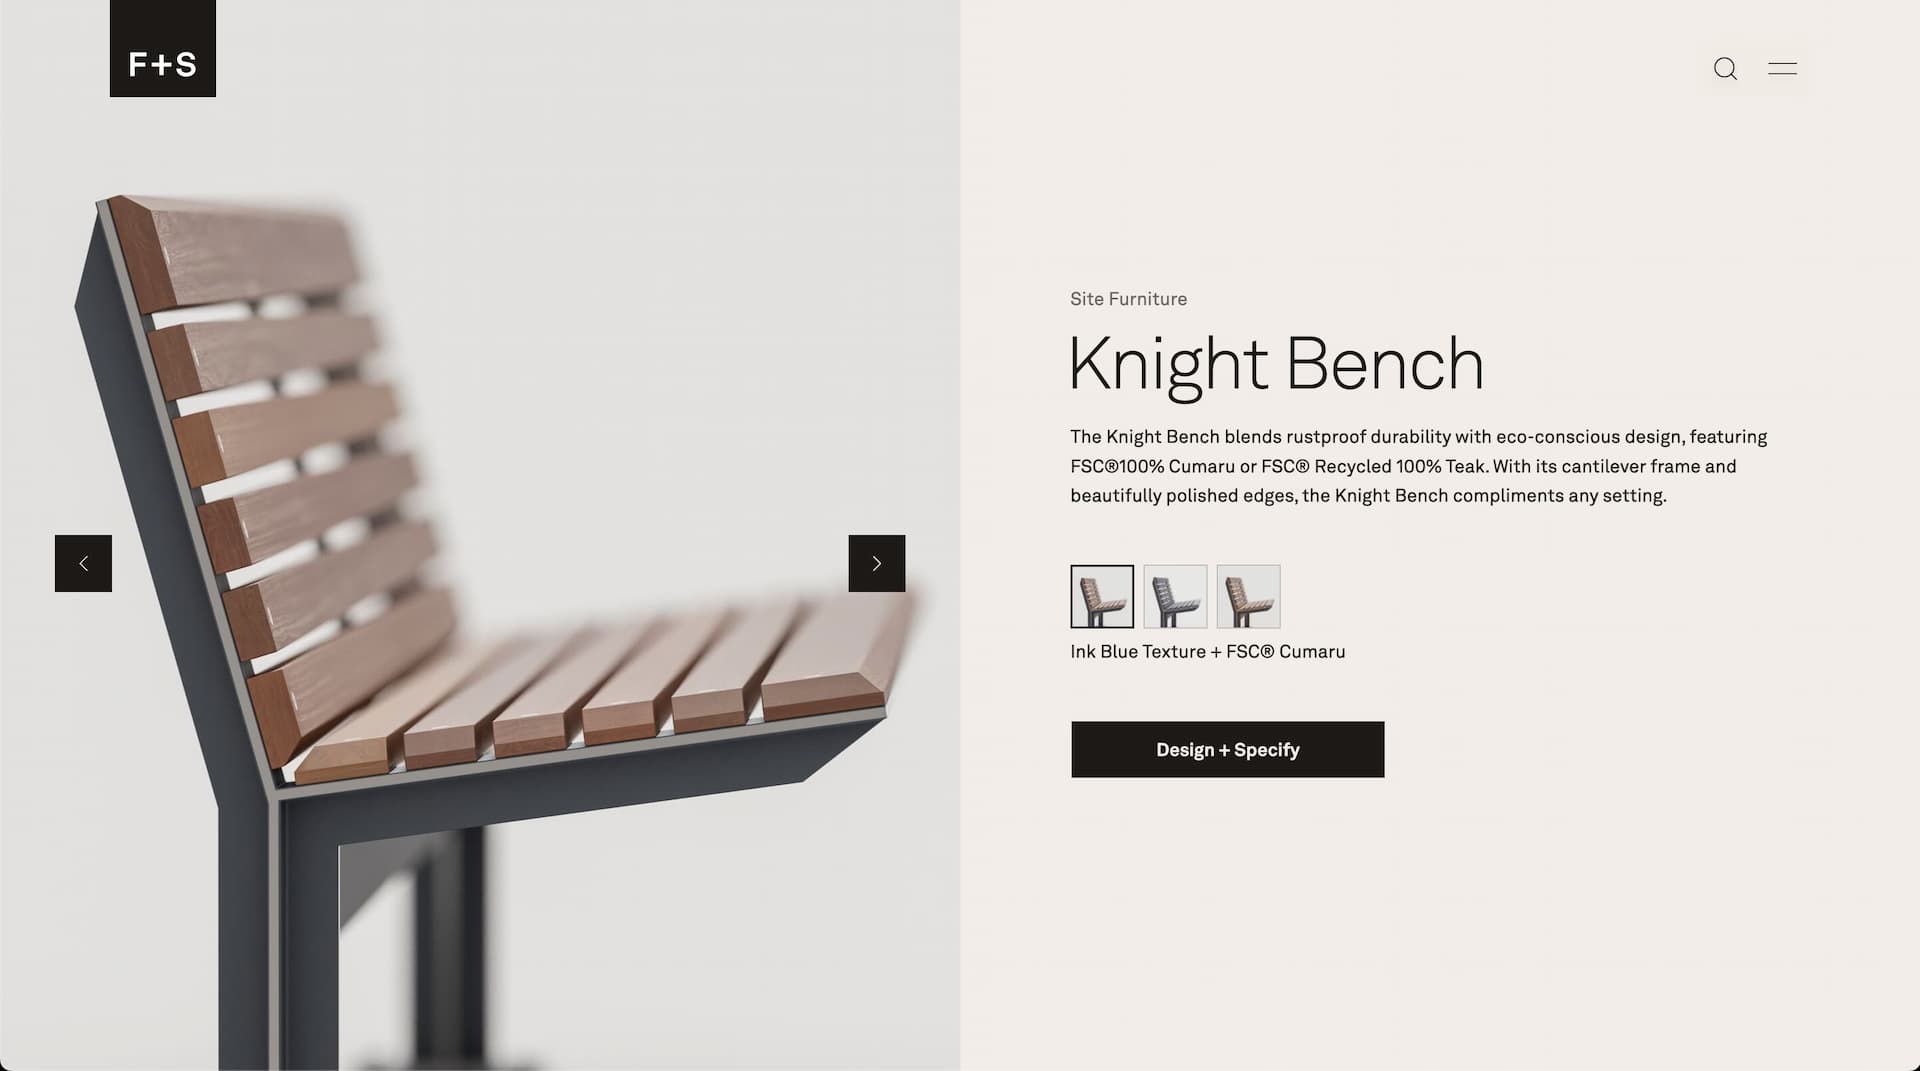 F+S
Site Furniture
Knight Bench
The Knight Bench blends rustproof durability with eco-conscious design, featuring
FSC®100% Cumaru or FSC® Recycled 100% Teak. With its cantilever frame and
beautifully polished edges, the Knight Bench compliments any setting.
Ink Blue Texture + FSC® Cumaru
Design + Specify